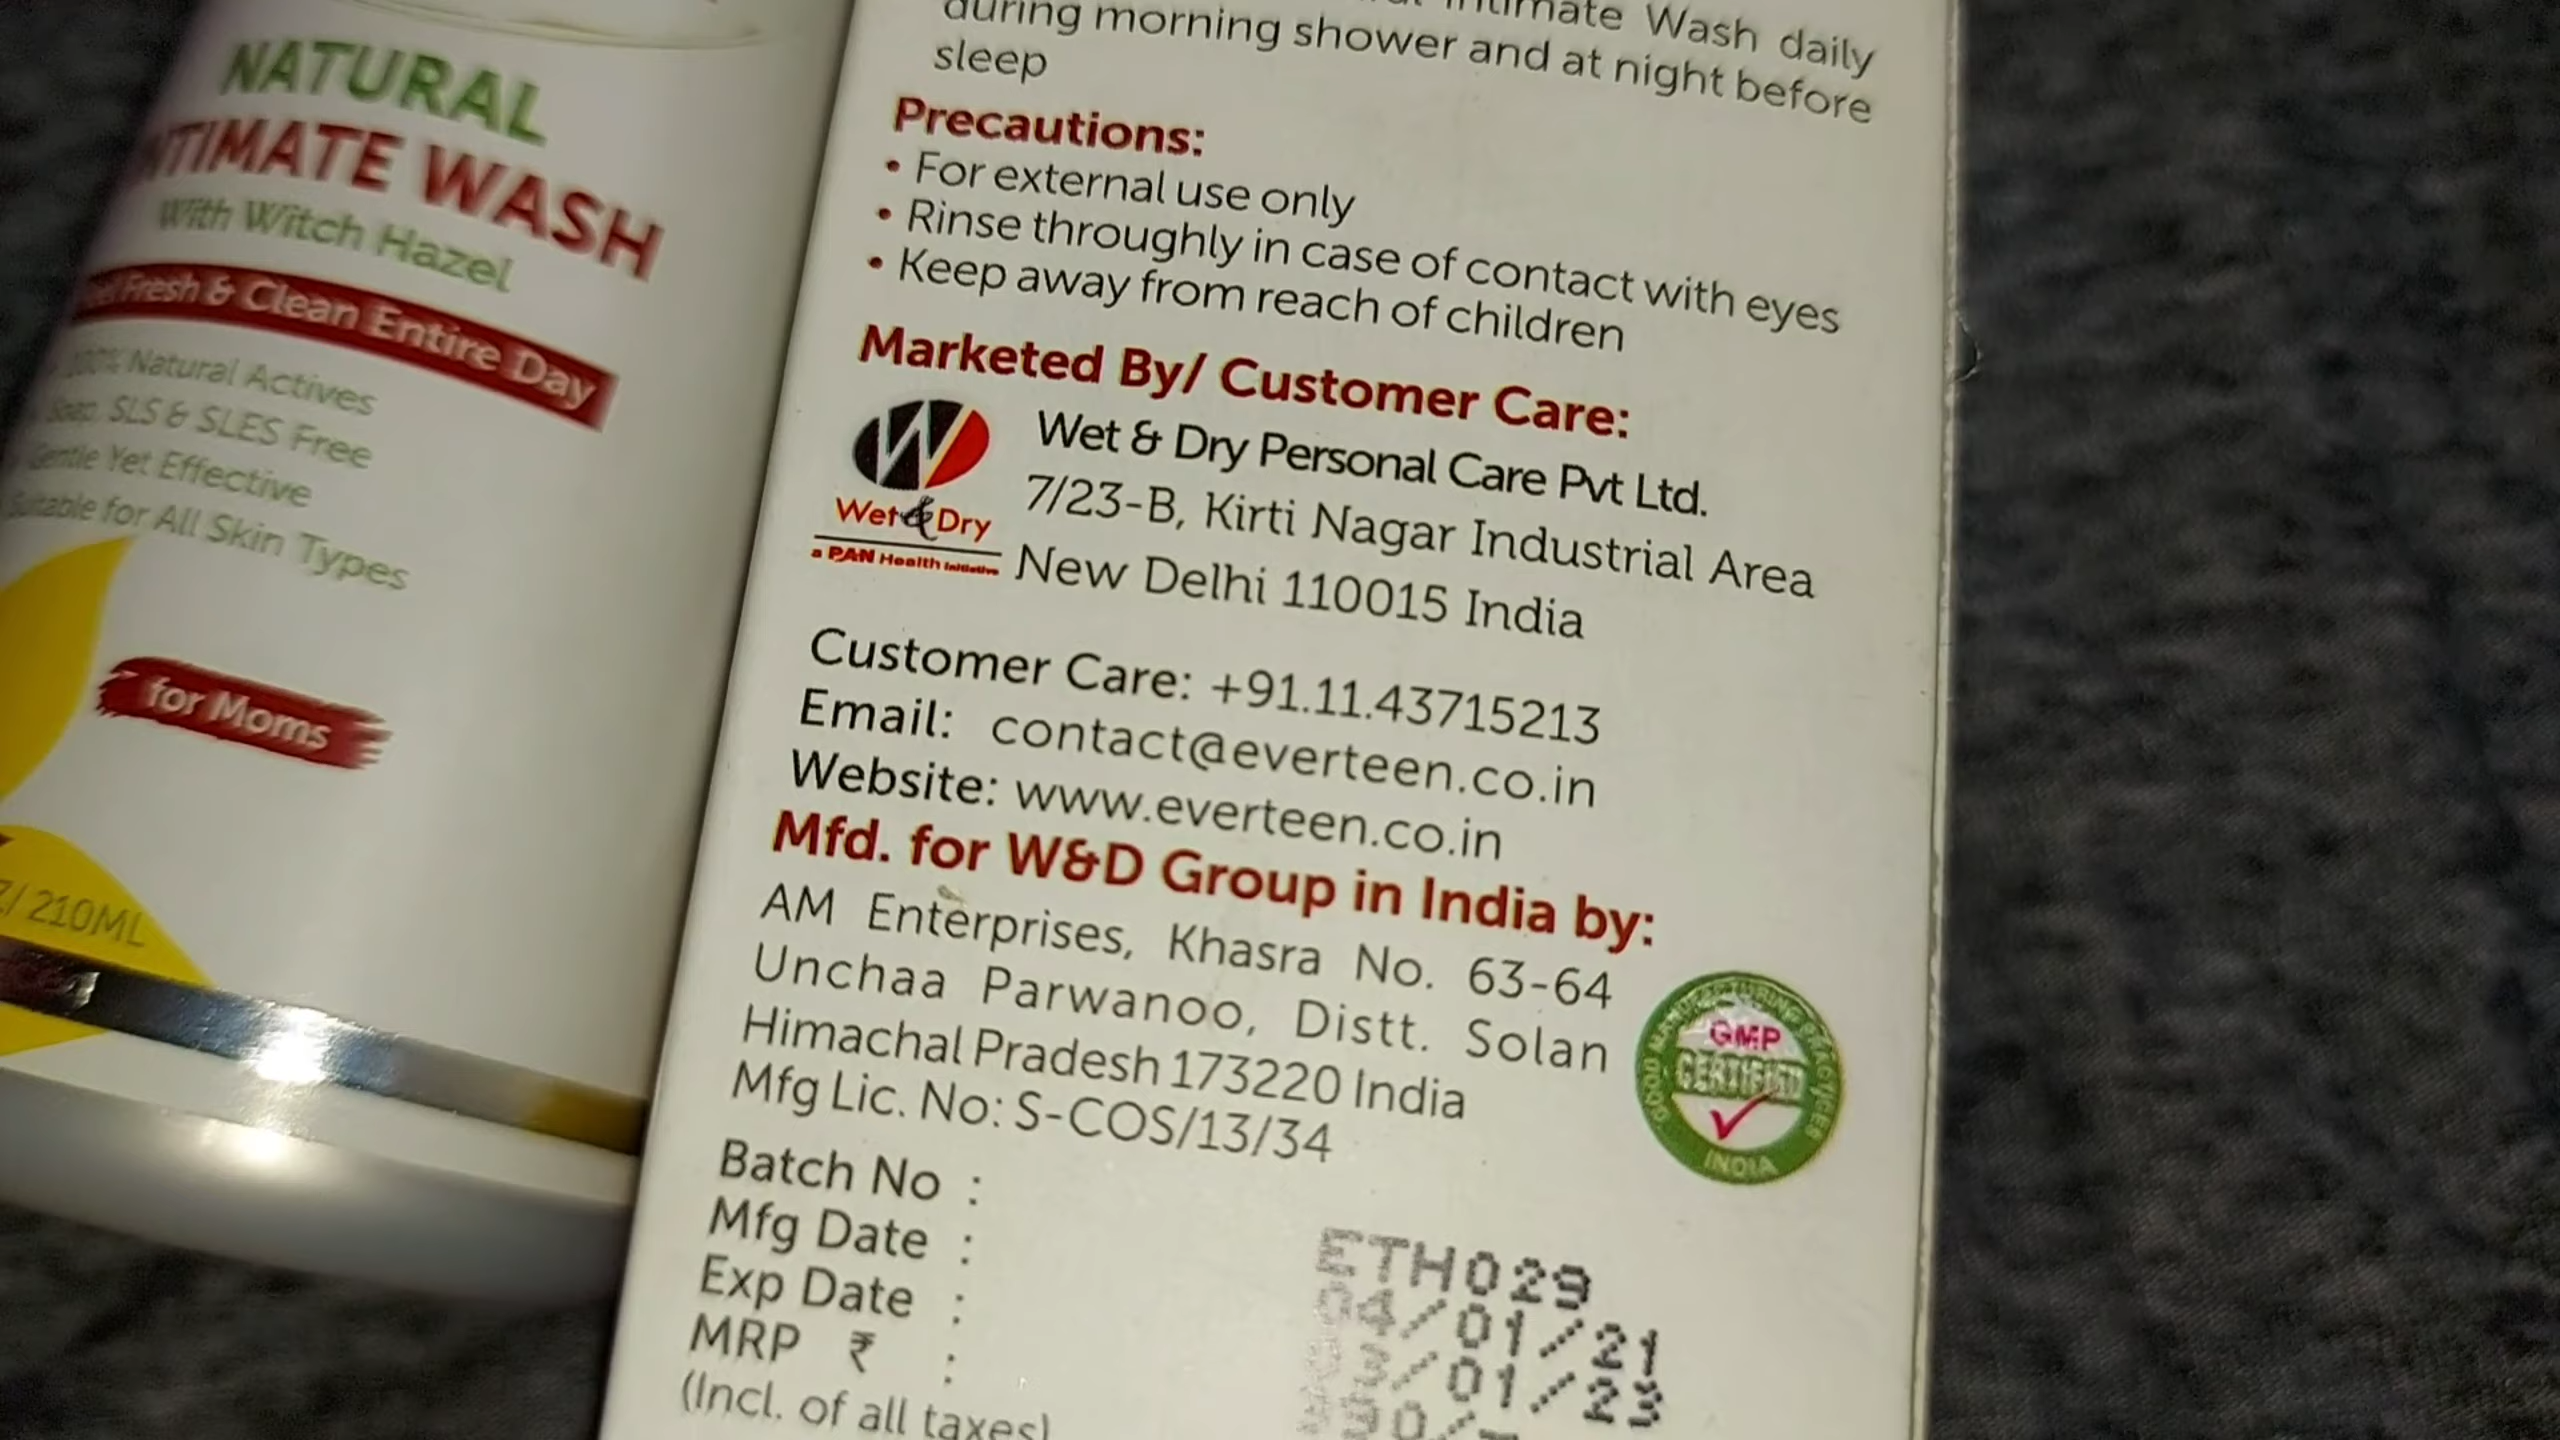 NATURAL
INTIMATE WASH
With Witch Hazel
Fresh & Clean Entire Day
100% Natural Actives
Soap, SLS & SLES Free
Gentle Yet Effective
Suitable for All Skin Types
for Moms
/ 210ML
Intimate Wash daily
during morning shower and at night before
sleep
Precautions:
• For external use only
• Rinse throughly in case of contact with eyes
• Keep away from reach of children
Marketed By/ Customer Care:
Wet & Dry
a PAN Health Initiative
Wet & Dry Personal Care Pvt Ltd.
7/23-B, Kirti Nagar Industrial Area
New Delhi 110015 India
Customer Care: +91.11.43715213
Email: contact@everteen.co.in
Website: www.everteen.co.in
Mfd. for W&D Group in India by:
AM Enterprises, Khasra No. 63-64
Unchaa Parwanoo, Distt. Solan
Himachal Pradesh 173220 India
Mfg Lic. No: S-COS/13/34
GOOD MANUFACTURING PRACTICES
GMP
CERTIFIED
INDIA
Batch No : ETH029
Mfg Date : 04/01/21
Exp Date : 03/01/23
MRP ₹ :
(Incl. of all taxes)